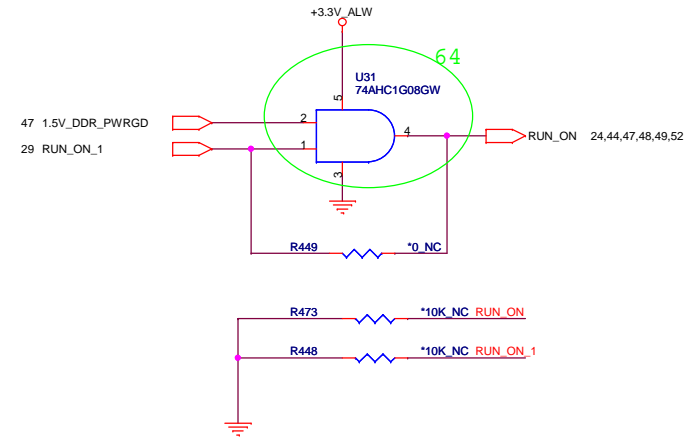 +3.3V_ALW
64
U31
74AHC1G08GW
5
47 1.5V_DDR_PWRGD
2
4
RUN_ON 24,44,47,48,49,52
29 RUN_ON_1
1
3
R449 *0_NC
R473 *10K_NC RUN_ON
R448 *10K_NC RUN_ON_1